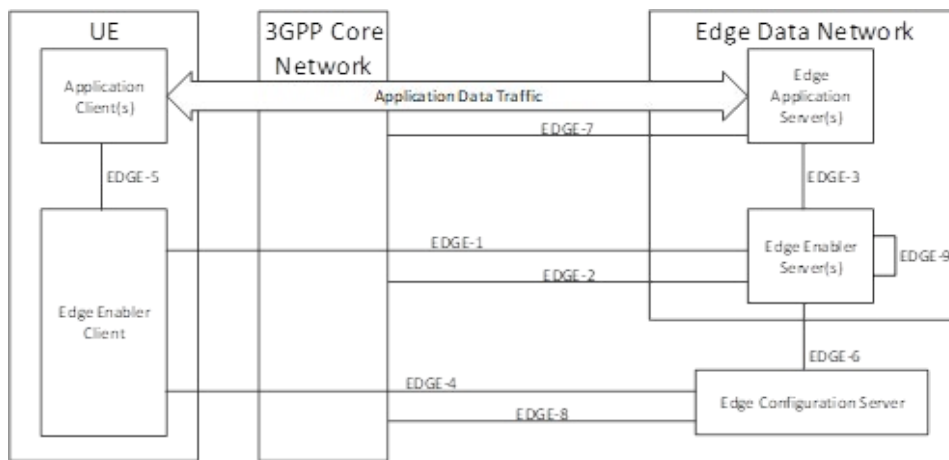 UE
3GPP Core
Network
Edge Data Network
Application
Client(s)
Application Data Traffic
Edge
Application
Server(s)
EDGE-7
EDGE-5
EDGE-3
EDGE-1
Edge Enabler
Server(s)
EDGE-9
EDGE-2
Edge Enabler
Client
EDGE-6
EDGE-4
Edge Configuration Server
EDGE-8